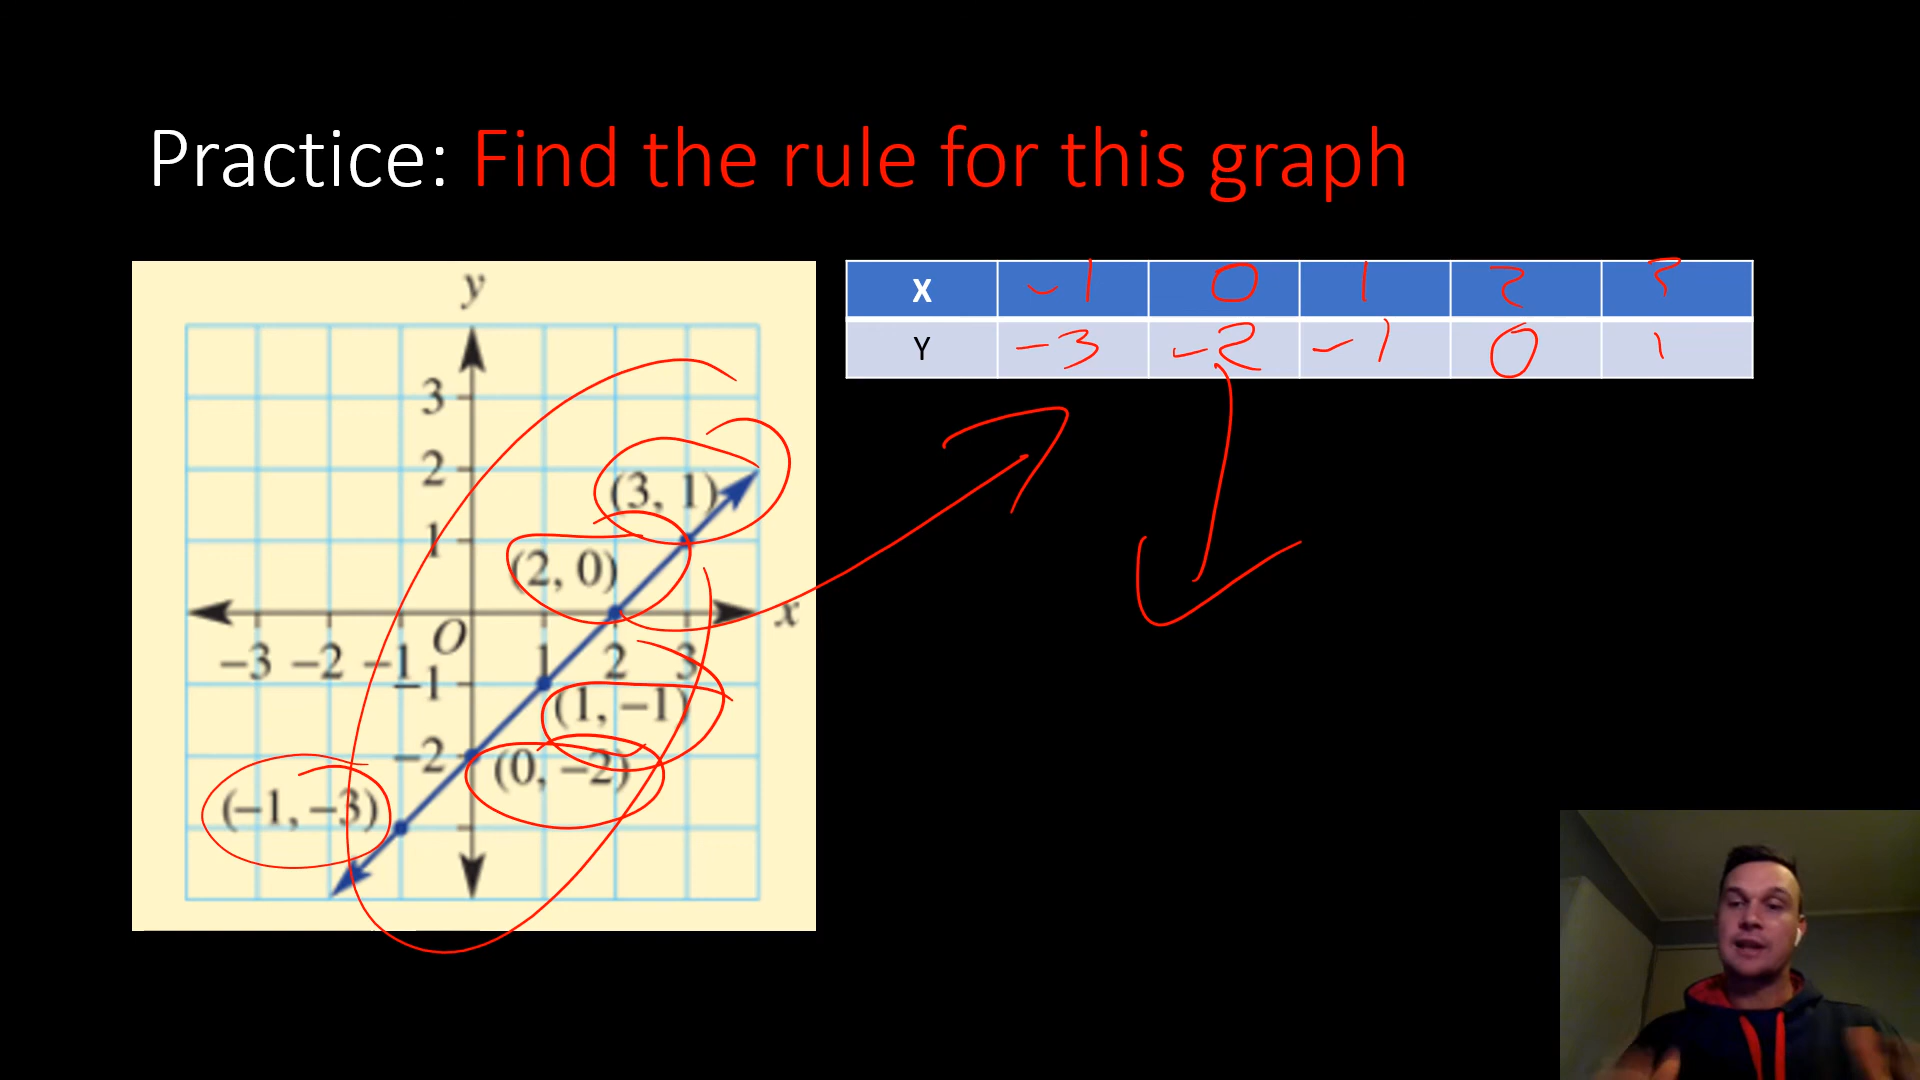 Practice: Find the rule for this graph
X -1 0 1 2
Y -3 -2 -1 0 1
y
3
(3, 1)
2
1
(2, 0)
x
O
−3 −2 −1 1 2 3
−1
(1, −1)
−2
(0, −2)
(−1, −3)